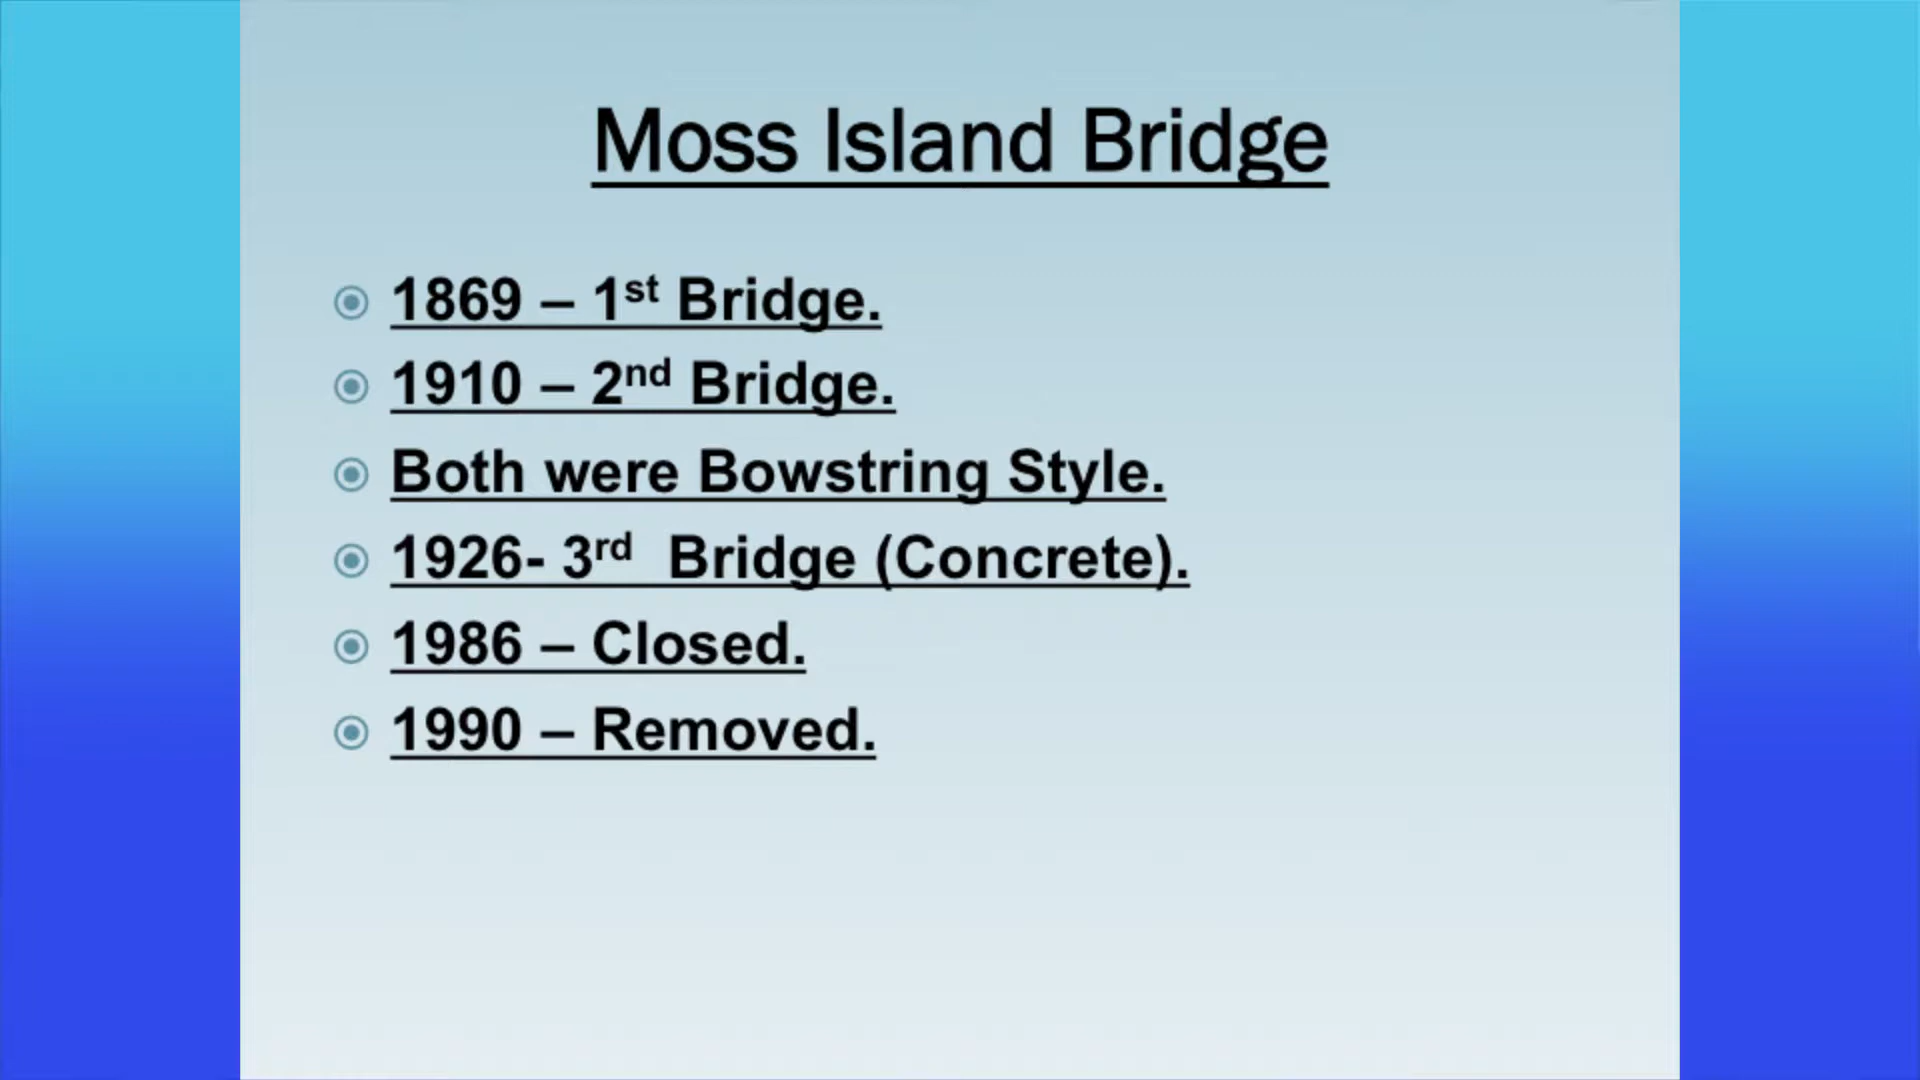 Moss Island Bridge
1869 – 1st Bridge.
1910 – 2nd Bridge.
Both were Bowstring Style.
1926- 3rd  Bridge (Concrete).
1986 – Closed.
1990 – Removed.